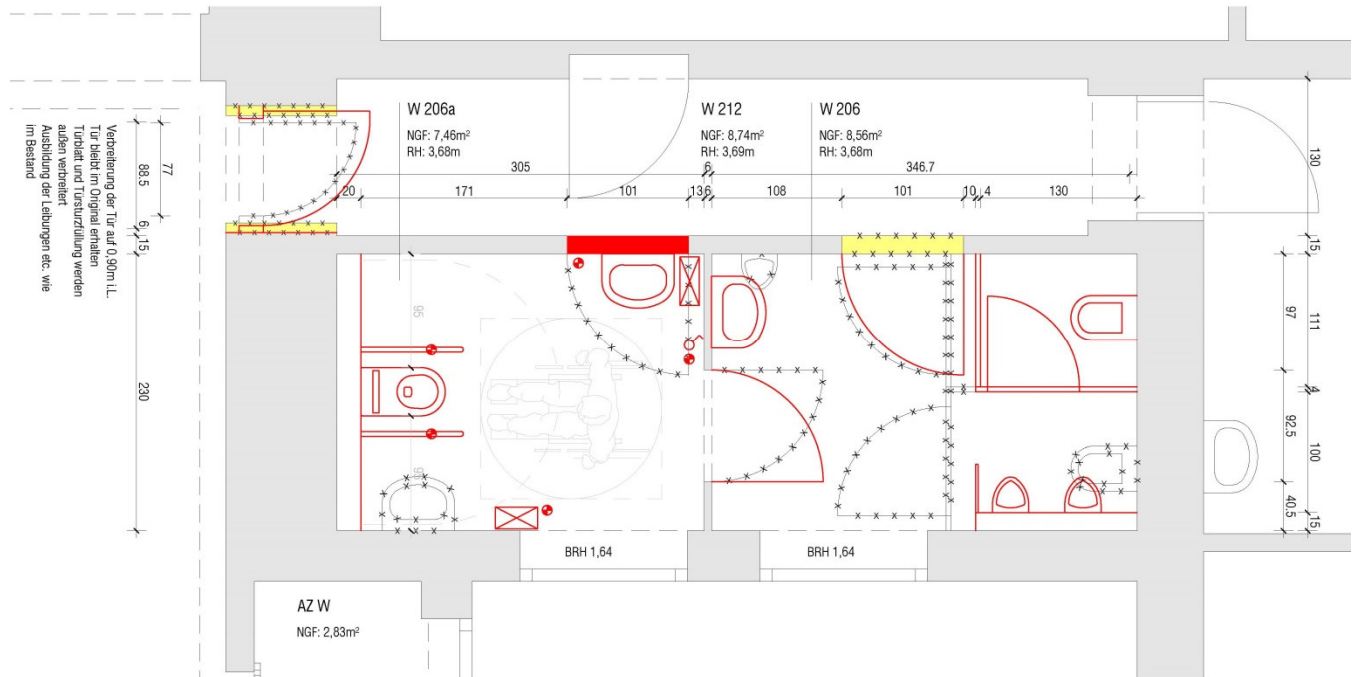 W 206a
NGF: 7,46m²
RH: 3,68m
W 212
NGF: 8,74m²
RH: 3,69m
W 206
NGF: 8,56m²
RH: 3,68m
305
6
346.7
20
171
101
13
6
108
101
10
4
130
Verbreiterung der Tür auf 0,90m i.L.
Tür bleibt im Original erhalten
Türblatt und Türsturzfüllung werden
außen verbreitert
Ausbildung der Leibungen etc. wie
im Bestand
77
88.5
6
15
230
95
95
130
15
97
111
4
92.5
100
40.5
15
BRH 1,64
BRH 1,64
AZ W
NGF: 2,83m²